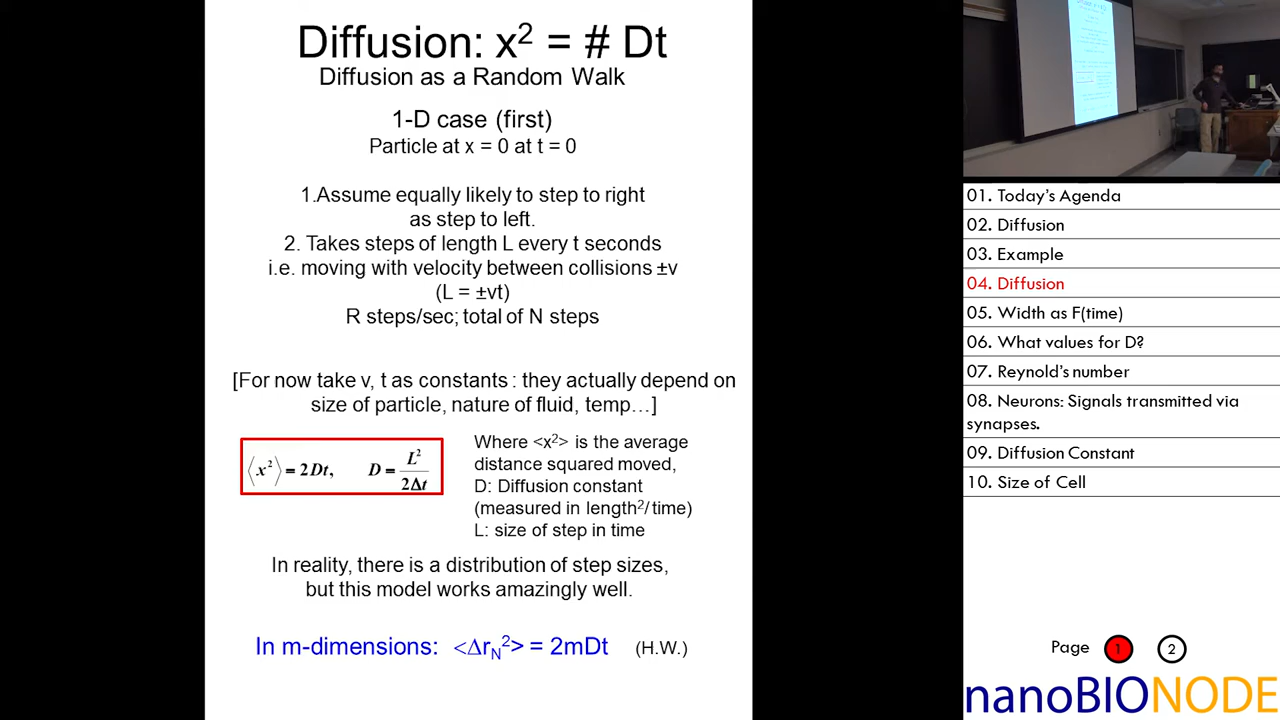 Diffusion: x² = # Dt
Diffusion as a Random Walk
1-D case (first)
Particle at x = 0 at t = 0
1.Assume equally likely to step to right
as step to left.
2. Takes steps of length L every t seconds
i.e. moving with velocity between collisions ±v
(L = ±vt)
R steps/sec; total of N steps
[For now take v, t as constants : they actually depend on
size of particle, nature of fluid, temp…]
⟨x²⟩ = 2Dt, D = L²/2Δt
Where <x²> is the average
distance squared moved,
D: Diffusion constant
(measured in length²/time)
L: size of step in time
In reality, there is a distribution of step sizes,
but this model works amazingly well.
In m-dimensions: <Δr_N²> = 2mDt (H.W.)
01. Today's Agenda
02. Diffusion
03. Example
04. Diffusion
05. Width as F(time)
06. What values for D?
07. Reynold's number
08. Neurons: Signals transmitted via
synapses.
09. Diffusion Constant
10. Size of Cell
Page 1 2
nanoBIONODE